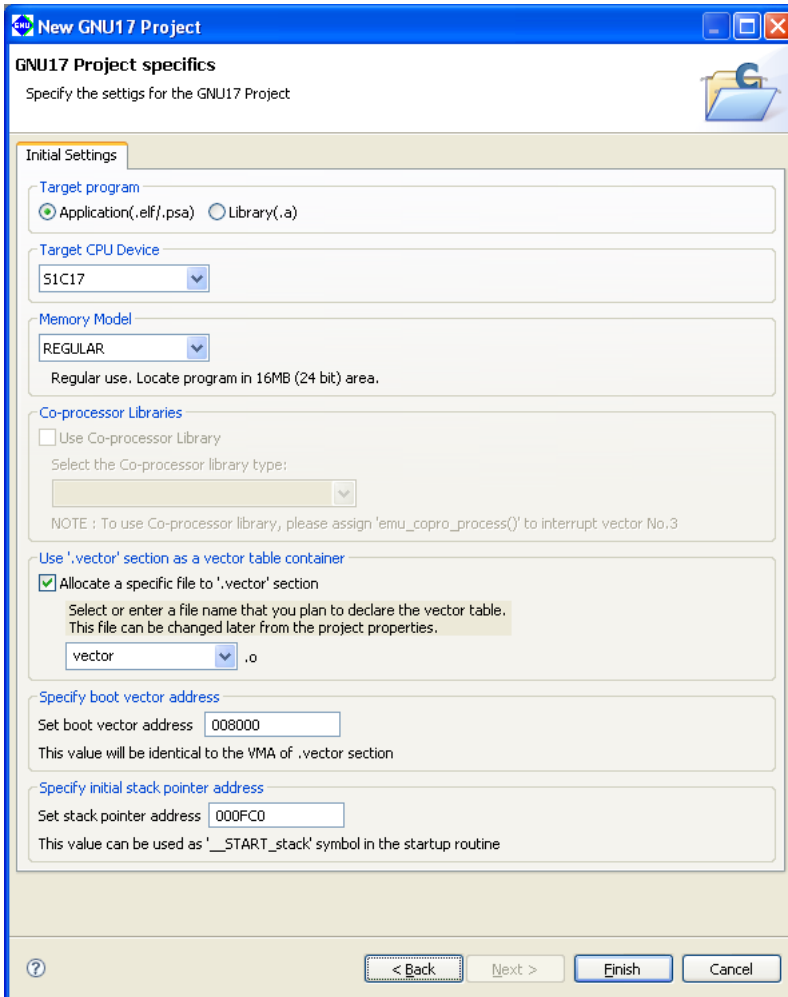 GNU New GNU17 Project
GNU17 Project specifics
Specify the settigs for the GNU17 Project
Initial Settings
Target program
Application(.elf/.psa) Library(.a)
Target CPU Device
S1C17
Memory Model
REGULAR
Regular use. Locate program in 16MB (24 bit) area.
Co-processor Libraries
Use Co-processor Library
Select the Co-processor library type:
NOTE : To use Co-processor library, please assign 'emu_copro_process()' to interrupt vector No.3
Use '.vector' section as a vector table container
Allocate a specific file to '.vector' section
Select or enter a file name that you plan to declare the vector table.
This file can be changed later from the project properties.
vector .o
Specify boot vector address
Set boot vector address 008000
This value will be identical to the VMA of .vector section
Specify initial stack pointer address
Set stack pointer address 000FC0
This value can be used as '__START_stack' symbol in the startup routine
? < Back Next > Finish Cancel